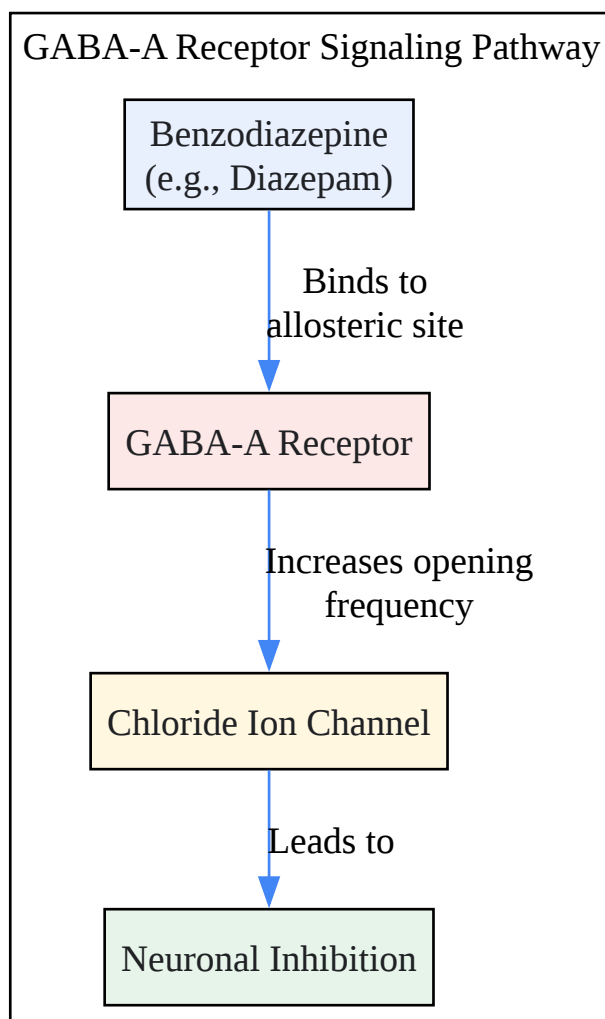 GABA-A Receptor Signaling Pathway
Benzodiazepine
(e.g., Diazepam)
Binds to
allosteric site
GABA-A Receptor
Increases opening
frequency
Chloride Ion Channel
Leads to
Neuronal Inhibition